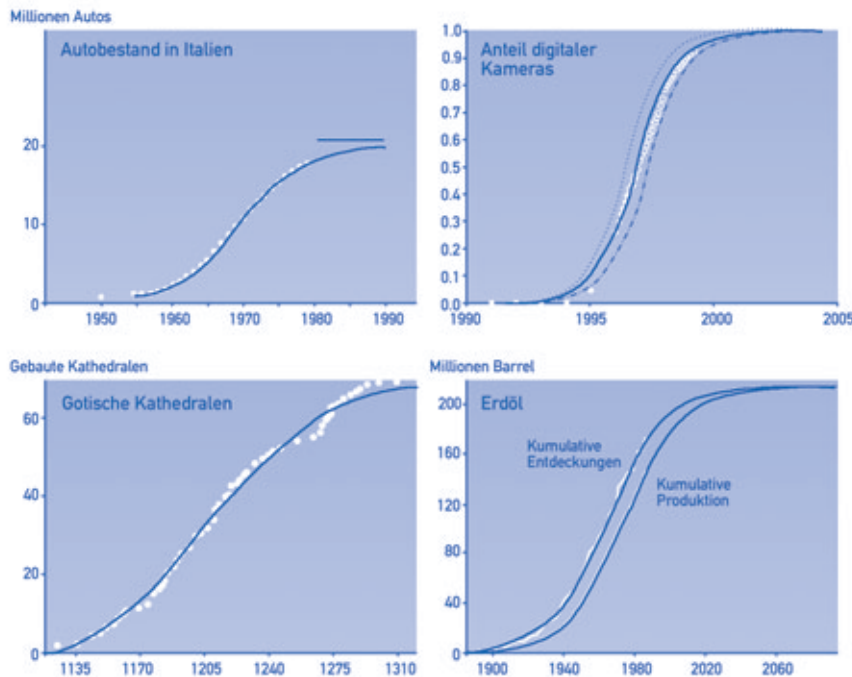 Millionen Autos
Autobestand in Italien
20
10
0
1950 1960 1970 1980 1990
Anteil digitaler
Kameras
1.0
0.9
0.8
0.7
0.6
0.5
0.4
0.3
0.2
0.1
0.0
1990 1995 2000 2005
Gebaute Kathedralen
Gotische Kathedralen
60
40
20
0
1135 1170 1205 1240 1275 1310
Millionen Barrel
Erdöl
200
160
120
80
40
0
Kumulative
Entdeckungen
Kumulative
Produktion
1900 1940 1980 2020 2060